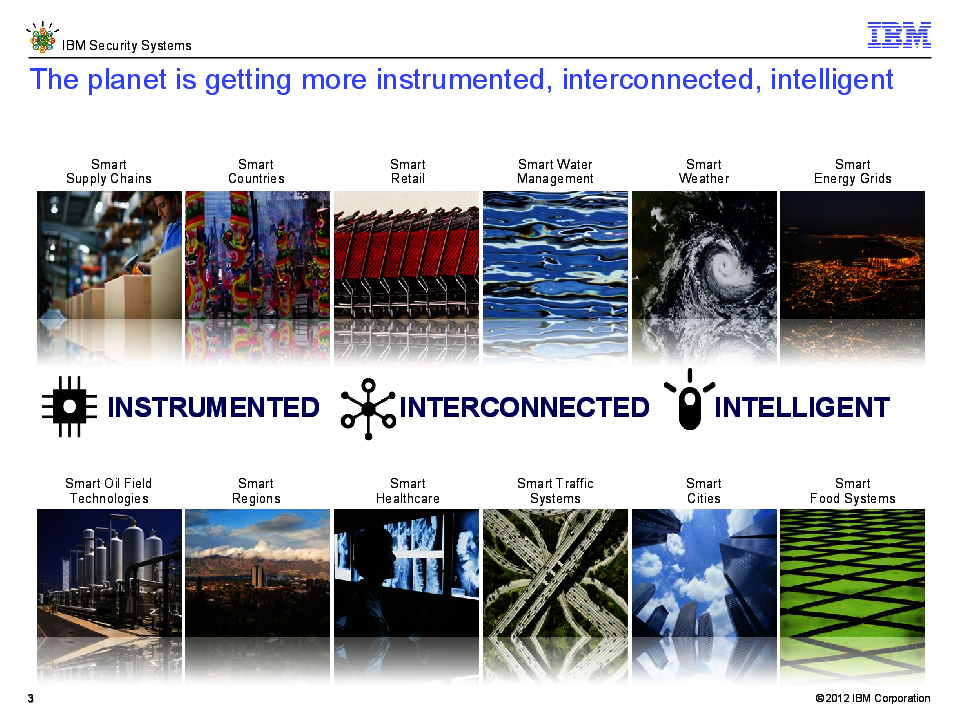 IBM Security Systems
IBM
The planet is getting more instrumented, interconnected, intelligent
Smart
Supply Chains
Smart
Countries
Smart
Retail
Smart Water
Management
Smart
Weather
Smart
Energy Grids
INSTRUMENTED
INTERCONNECTED
INTELLIGENT
Smart Oil Field
Technologies
Smart
Regions
Smart
Healthcare
Smart Traffic
Systems
Smart
Cities
Smart
Food Systems
3
© 2012 IBM Corporation